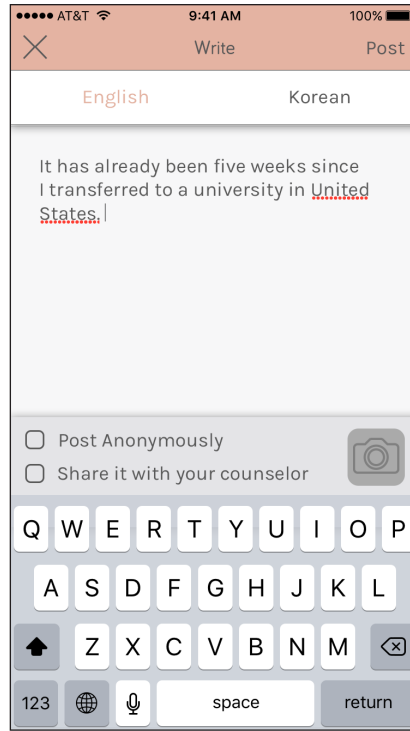 AT&T 9:41 AM 100%
Write Post
English Korean
It has already been five weeks since
I transferred to a university in United
States.
Post Anonymously
Share it with your counselor
Q W E R T Y U I O P
A S D F G H J K L
Z X C V B N M
123 space return